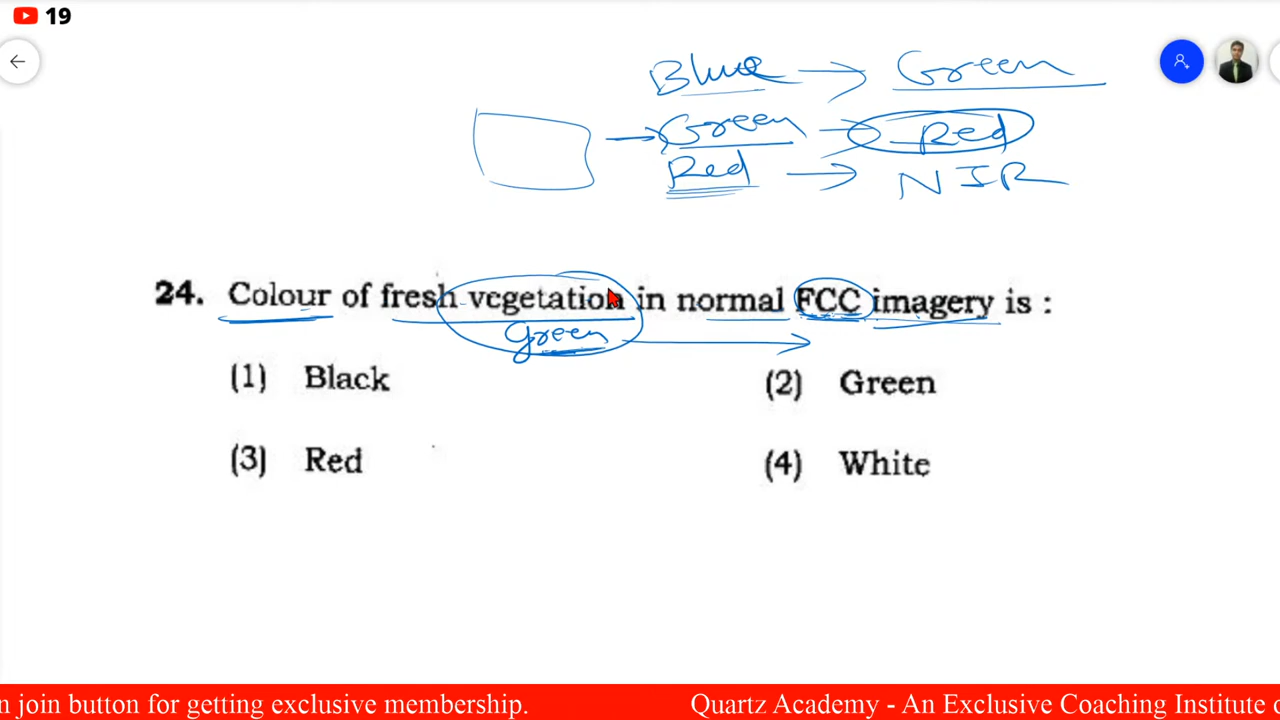 19
Blue → Green
→ Green → Red
Red → NIR
24. Colour of fresh vegetation in normal FCC imagery is :
green →
(1) Black (2) Green
(3) Red (4) White
n join button for getting exclusive membership. Quartz Academy - An Exclusive Coaching Institute o